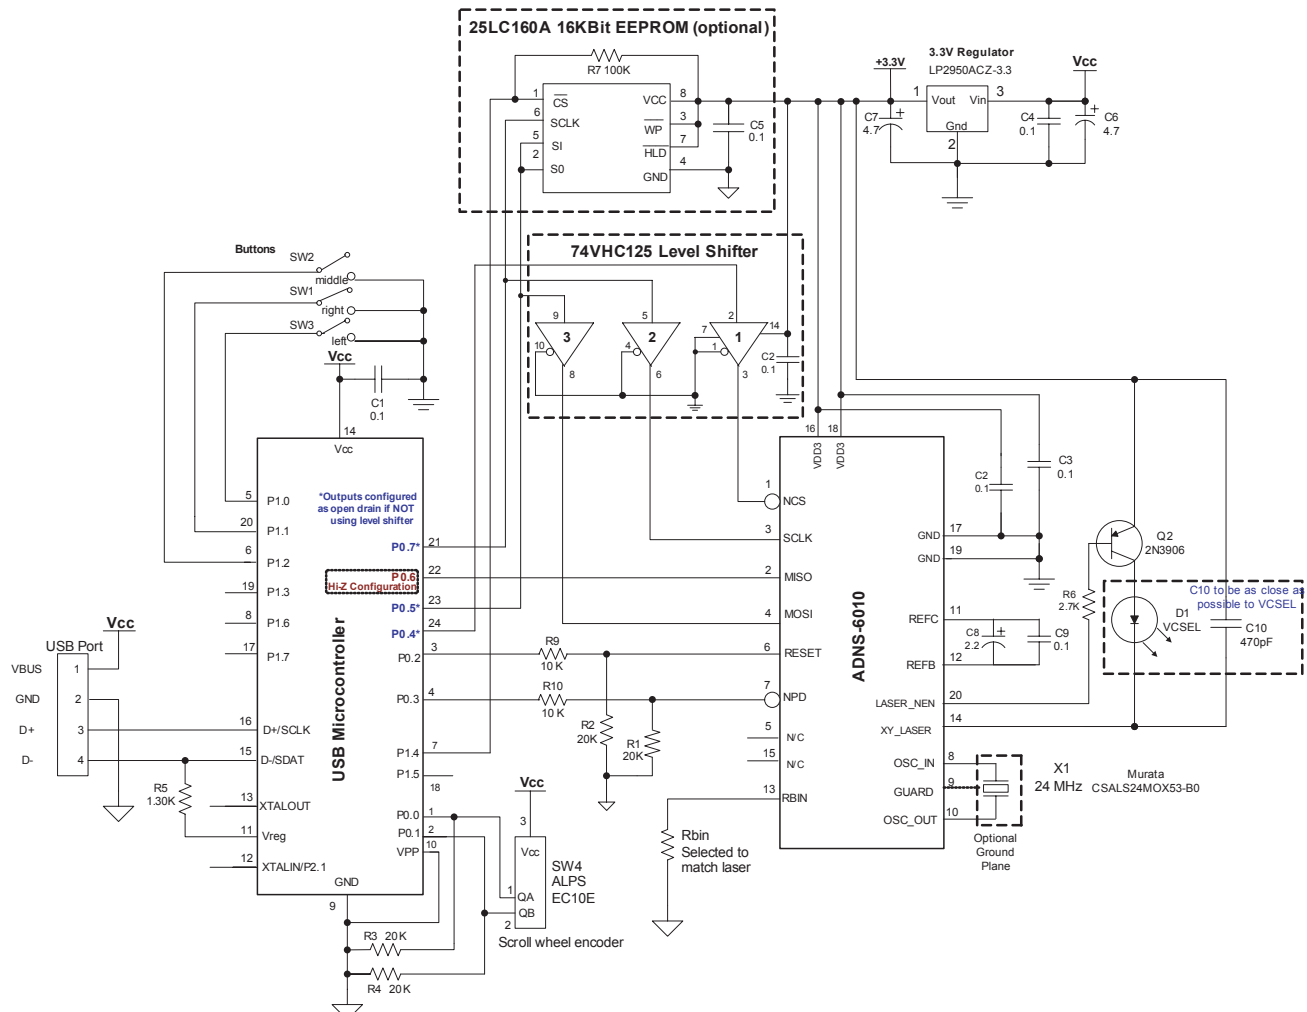 25LC160A 16KBit EEPROM (optional)
R7 100K
1
CS
6
SCLK
5
SI
2
S0
VCC
8
WP
3
HLD
7
GND
4
C5
0.1
+3.3V
3.3V Regulator
LP2950ACZ-3.3
Vcc
1
Vout
Vin
3
Gnd
2
C7
4.7
+
C4
0.1
C6
4.7
+
74VHC125 Level Shifter
9
3
10
8
5
2
4
6
2
7
1
1
14
3
C2
0.1
Buttons
SW2
middle
SW1
right
SW3
left
Vcc
C1
0.1
14
Vcc
5
P1.0
20
P1.1
6
P1.2
19
P1.3
8
P1.6
17
P1.7
16
D+/SCLK
15
D-/SDAT
13
XTALOUT
11
Vreg
12
XTALIN/P2.1
GND
9
*Outputs configured
as open drain if NOT
using level shifter
P0.7*
21
P0.6
22
Hi-Z Configuration
P0.5*
23
P0.4*
24
P0.2
3
P0.3
4
P1.4
7
P1.5
18
P0.0
1
P0.1
2
VPP
10
USB Microcontroller
USB Port
Vcc
VBUS
1
GND
2
D+
3
D-
4
R5
1.30K
R3 20K
R4 20K
Vcc
3
Vcc
1
QA
QB
2
SW4
ALPS
EC10E
Scroll wheel encoder
R9
10 K
R10
10 K
R2
20K
R1
20K
Rbin
Selected to
match laser
16
18
VDD3
VDD3
1
NCS
3
SCLK
2
MISO
4
MOSI
6
RESET
7
NPD
5
N/C
15
N/C
13
RBIN
ADNS-6010
GND
17
GND
19
REFC
11
REFB
12
LASER_NEN
20
XY_LASER
14
OSC_IN
8
GUARD
9
OSC_OUT
10
C2
0.1
C3
0.1
C8
2.2
+
C9
0.1
Q2
2N3906
R6
2.7K
C10 to be as close as
possible to VCSEL
D1
VCSEL
C10
470pF
X1
24 MHz
Murata
CSALS24MOX53-B0
Optional
Ground
Plane